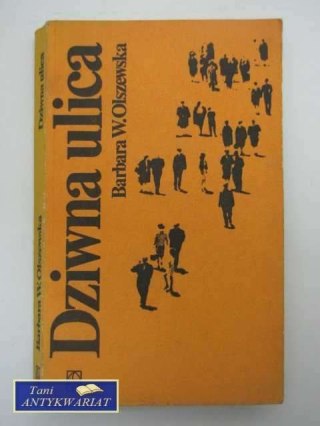 Dziwna ulica
Barbara W. Olszewska
Barbara W. Olszewska
Dziwna ulica
Tani
ANTYKWARIAT